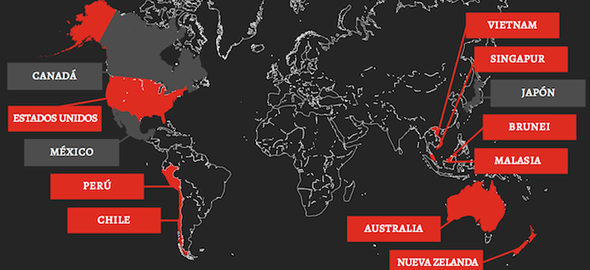 VIETNAM
SINGAPUR
CANADÁ
JAPÓN
ESTADOS UNIDOS
BRUNEI
MÉXICO
MALASIA
PERÚ
CHILE
AUSTRALIA
NUEVA ZELANDA